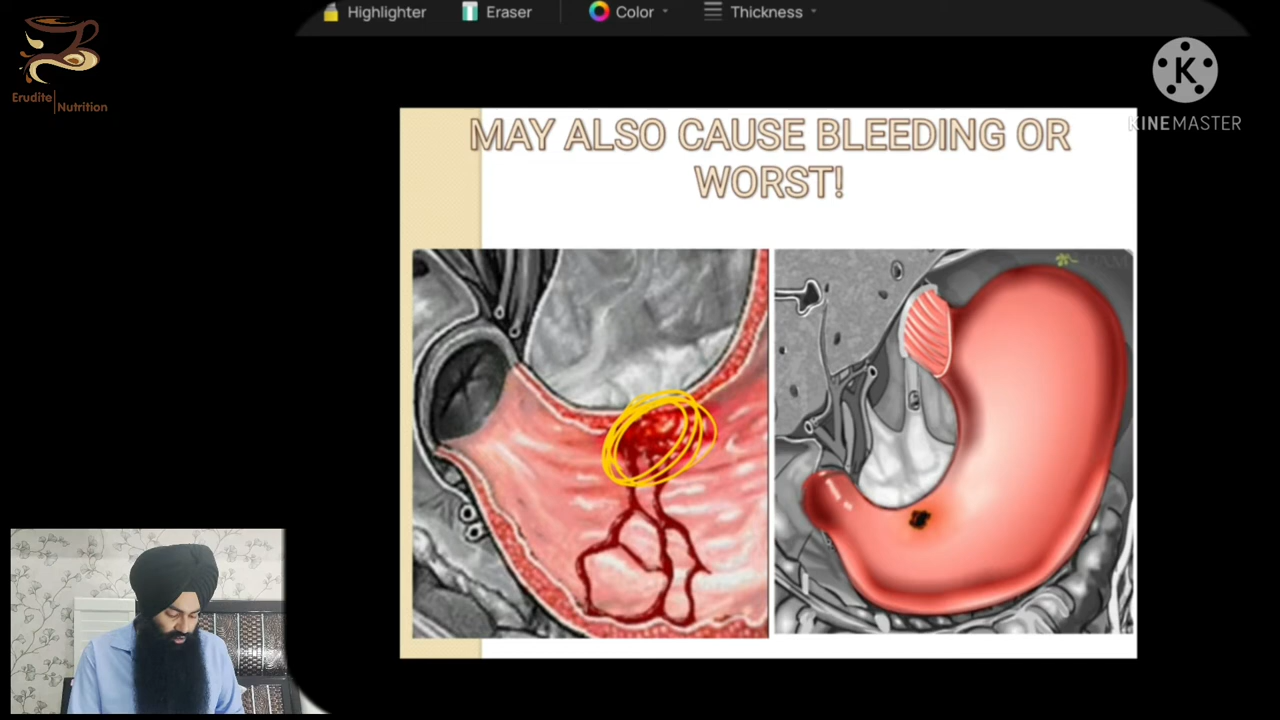 Highlighter Eraser Color Thickness
Erudite Nutrition
K
KINEMASTER
MAY ALSO CAUSE BLEEDING OR
WORST!